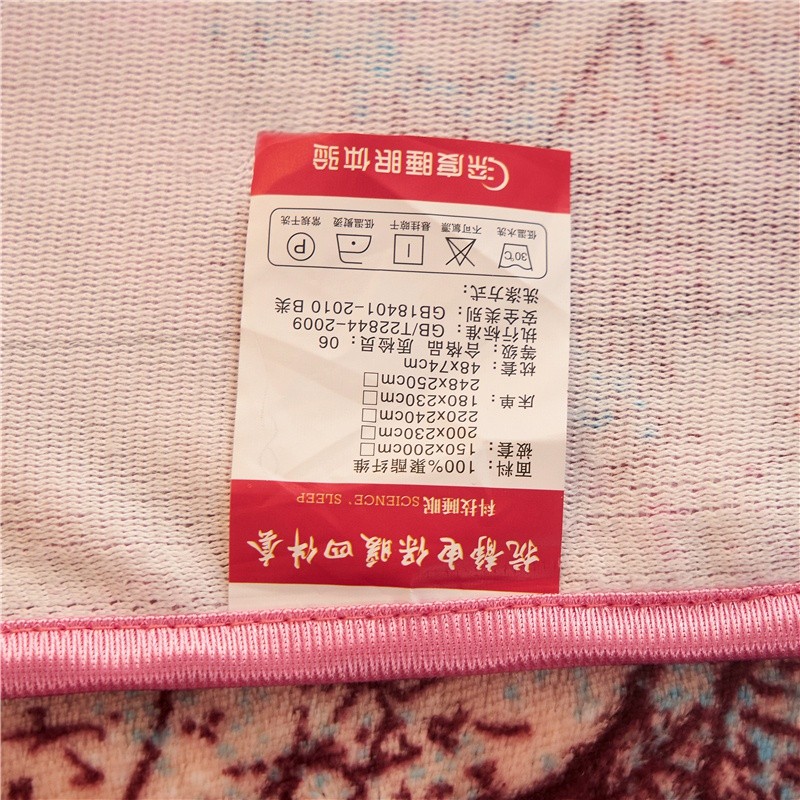 抗静电保暖四件套
科技睡眠 SCIENCE, SLEEP
面料: 100%聚酯纤维
被套: 150x200cm□
200x230cm□
220x240cm□
床单: 180x230cm□
248x250cm□
枕套: 48x74cm
等级: 合格品 质检员: 06
执行标准: GB/T22844-2009
安全类别: GB18401-2010 B类
洗涤方式:
30℃ P
低温水洗 不可氯漂 悬挂晾干 低温熨烫 常规干洗
深度睡眠体验